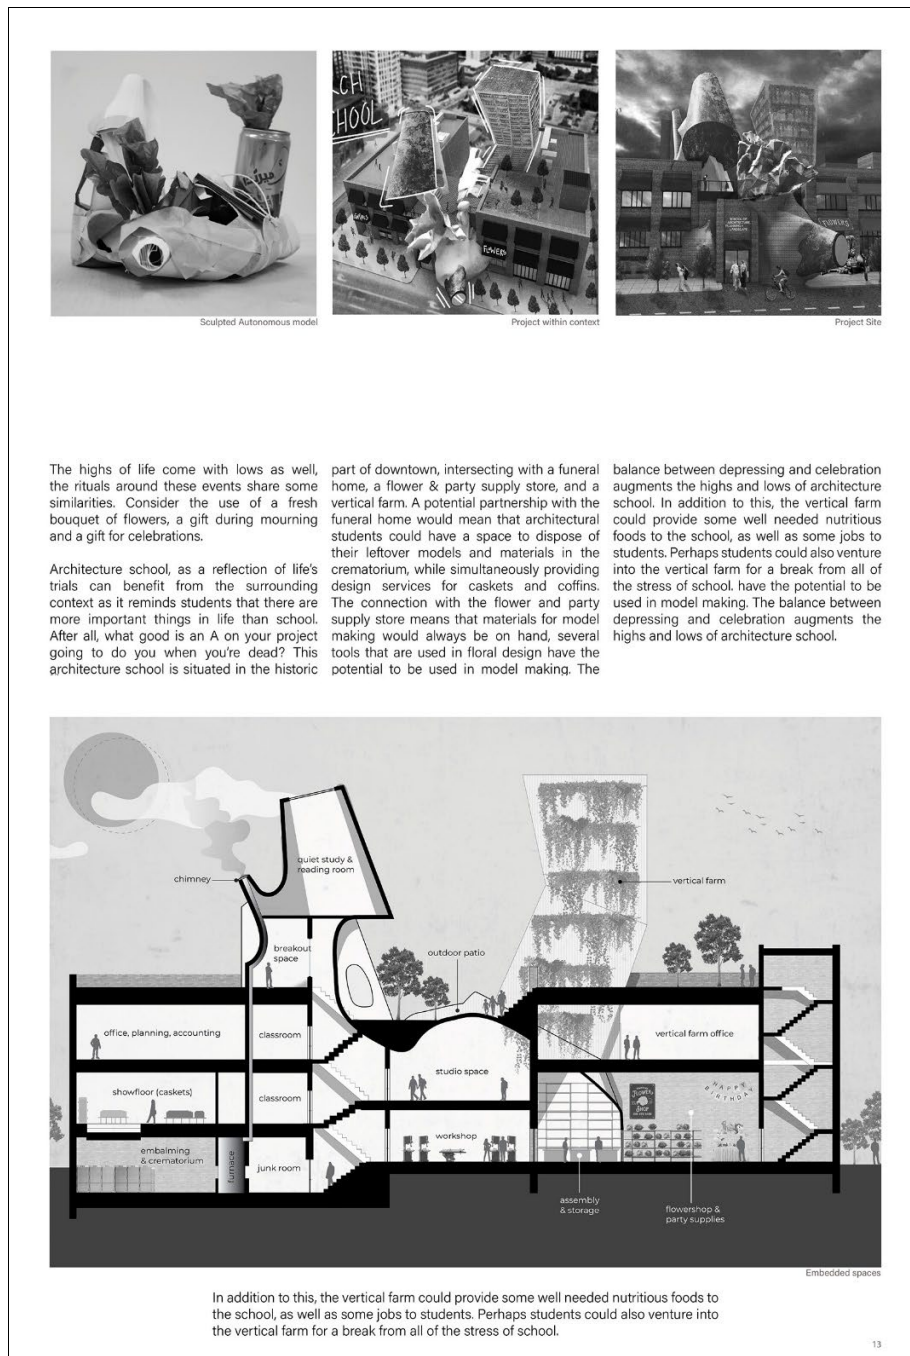 ACH
SCHOOL
FLOWERS
FLOWERS
Sculpted Autonomous model
Project within context
Project Site
The highs of life come with lows as well,
the rituals around these events share some
similarities. Consider the use of a fresh
bouquet of flowers, a gift during mourning
and a gift for celebrations.
Architecture school, as a reflection of life's
trials can benefit from the surrounding
context as it reminds students that there are
more important things in life than school.
After all, what good is an A on your project
going to do you when you're dead? This
architecture school is situated in the historic
part of downtown, intersecting with a funeral
home, a flower & party supply store, and a
vertical farm. A potential partnership with the
funeral home would mean that architectural
students could have a space to dispose of
their leftover models and materials in the
crematorium, while simultaneously providing
design services for caskets and coffins.
The connection with the flower and party
supply store means that materials for model
making would always be on hand, several
tools that are used in floral design have the
potential to be used in model making. The
balance between depressing and celebration
augments the highs and lows of architecture
school. In addition to this, the vertical farm
could provide some well needed nutritious
foods to the school, as well as some jobs to
students. Perhaps students could also venture
into the vertical farm for a break from all of
the stress of school. have the potential to be
used in model making. The balance between
depressing and celebration augments the
highs and lows of architecture school.
quiet study &
reading room
chimney
vertical farm
breakout
space
outdoor patio
office, planning, accounting
classroom
vertical farm office
studio space
showfloor (caskets)
classroom
FLOWER
SHOP
HAPPY
BIRTHDAY
workshop
embalming
& crematorium
furnace
junk room
assembly
& storage
flowershop &
party supplies
Embedded spaces
In addition to this, the vertical farm could provide some well needed nutritious foods to
the school, as well as some jobs to students. Perhaps students could also venture into
the vertical farm for a break from all of the stress of school.
13